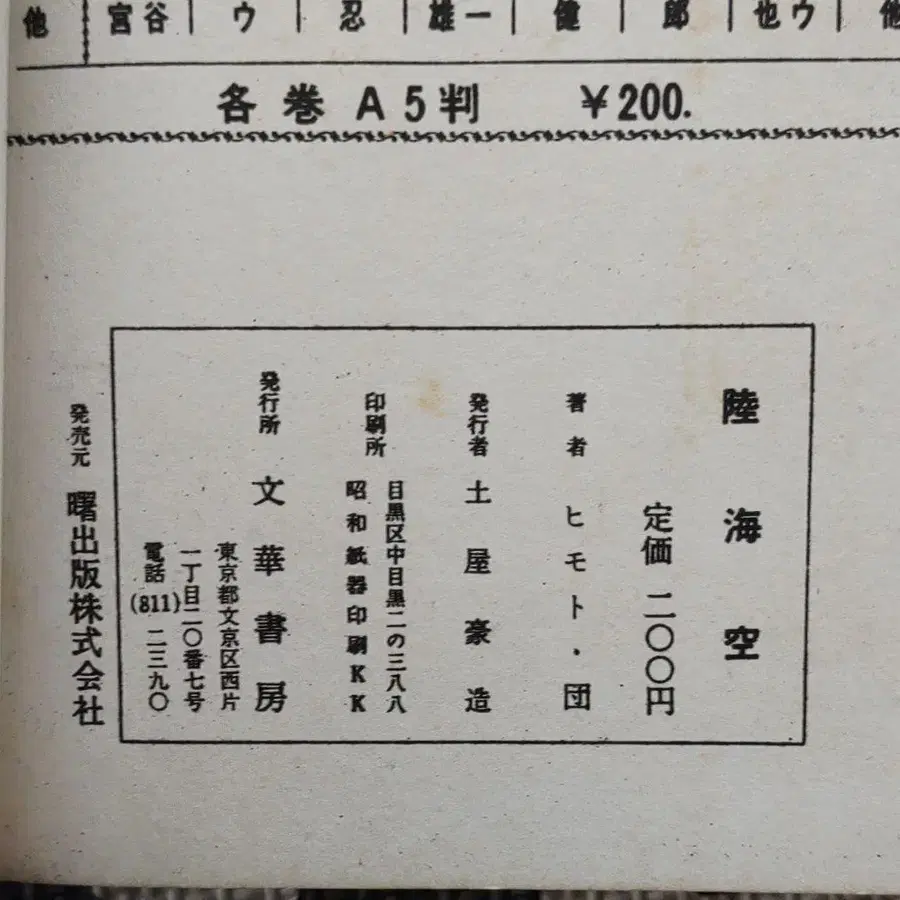 他
宮谷
ウ
忍
雄一
健
郎
也ウ
他
各巻 A5判 ¥200.
陸海空
定価 二〇〇円
著者 ヒモト・団
発行者 土屋豪造
印刷所
目黒区中目黒二の三八八
昭和紙器印刷KK
発行所 文華書房
東京都文京区西片
一丁目二〇番七号
電話(811)二三九〇
発売元 曙出版株式会社